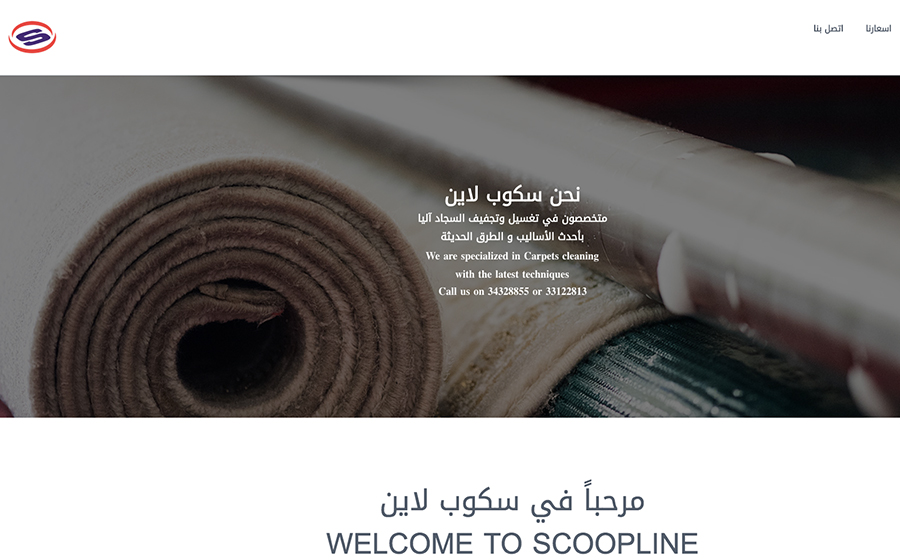 اسعارنا
اتصل بنا
نحن سكوب لاين
متخصصون في تغسيل وتجفيف السجاد آليا
بأحدث الأساليب و الطرق الحديثة
We are specialized in Carpets cleaning
with the latest techniques
Call us on 34328855 or 33122813
مرحباً في سكوب لاين
WELCOME TO SCOOPLINE